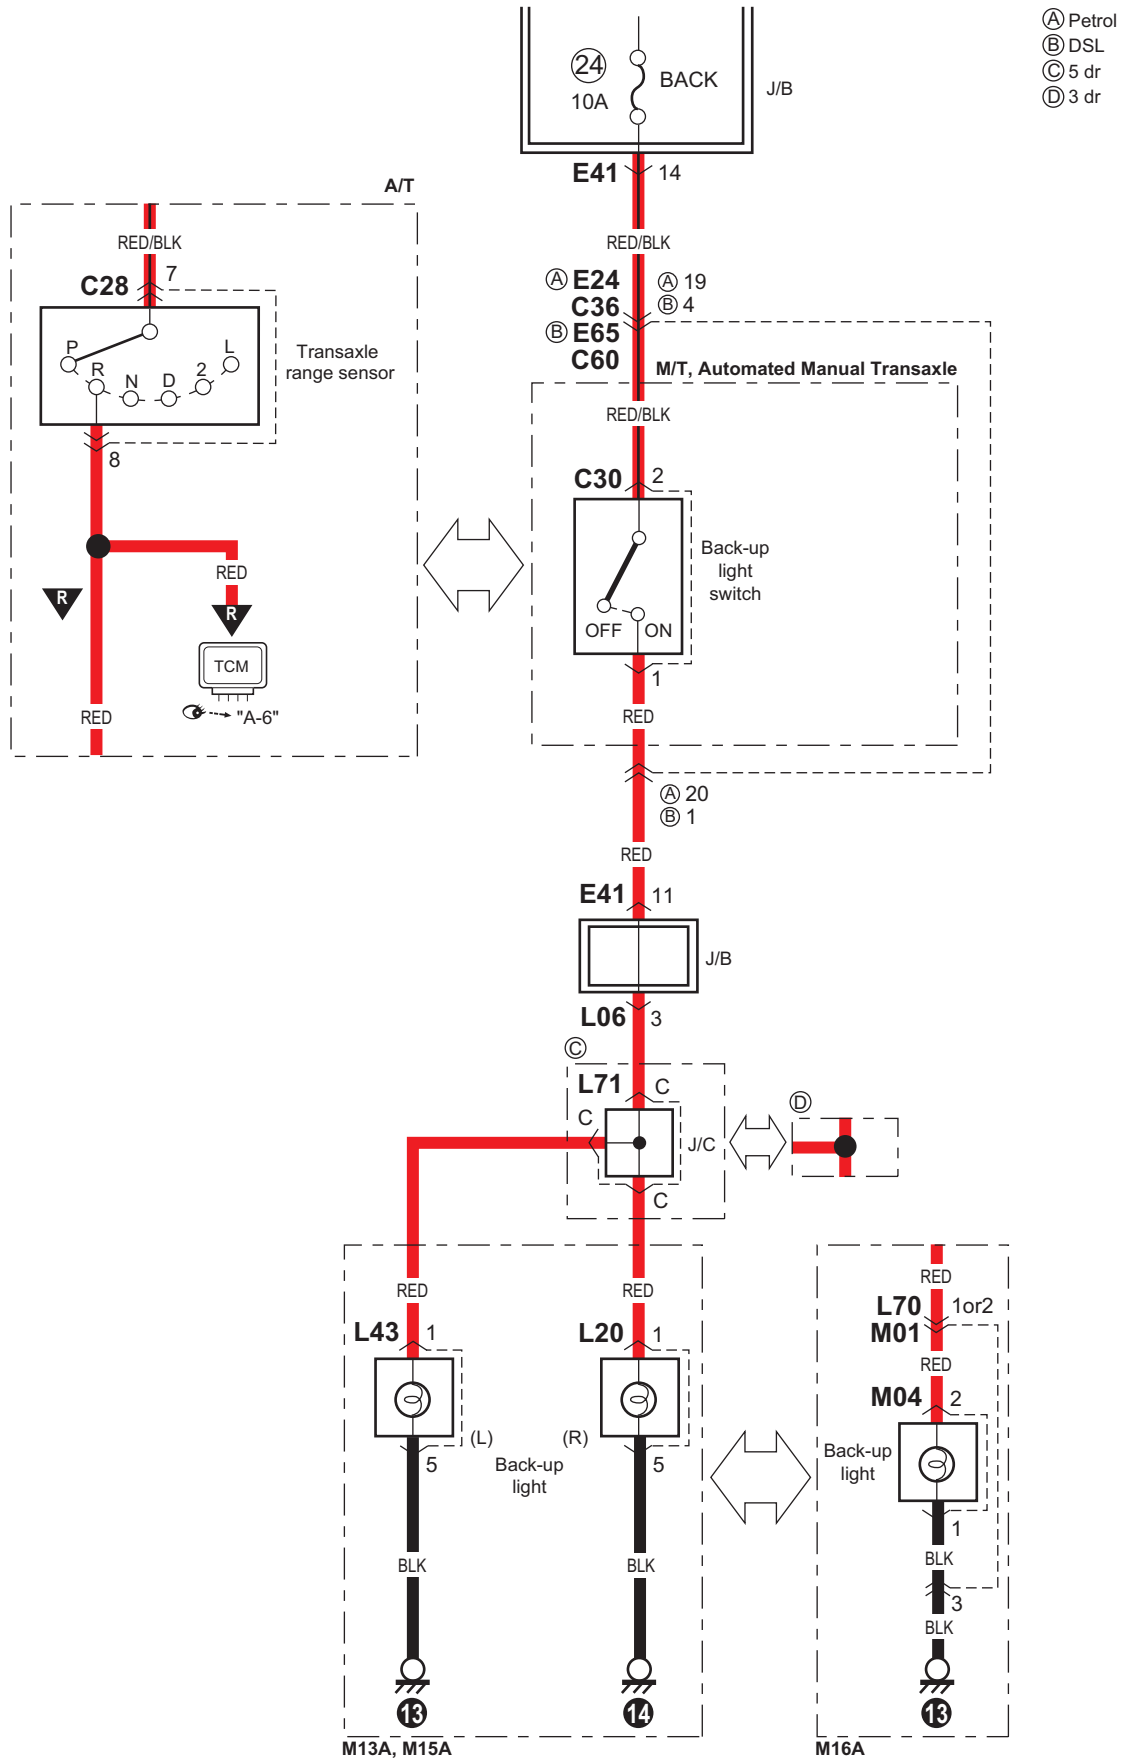 A Petrol
B DSL
C 5 dr
D 3 dr
24
10A
BACK
J/B
E41 14
RED/BLK
A E24 A 19
C36 B 4
B E65
C60
M/T, Automated Manual Transaxle
RED/BLK
C30 2
Back-up
light
switch
OFF ON
1
RED
A 20
B 1
RED
A/T
RED/BLK
C28 7
P R N D 2 L
Transaxle
range sensor
8
RED
R
R
TCM
"A-6"
RED
E41 11
J/B
L06 3
C
L71 C
C
J/C
C
D
RED
L43 1
(L)
5
BLK
13
RED
L20 1
(R)
5
Back-up
light
BLK
14
M13A, M15A
RED
L70 1or2
M01
RED
M04 2
Back-up
light
1
BLK
3
BLK
13
M16A